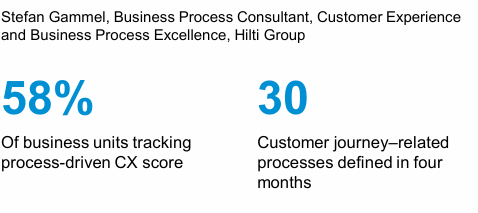 Stefan Gammel, Business Process Consultant, Customer Experience
and Business Process Excellence, Hilti Group
58%
Of business units tracking
process-driven CX score
30
Customer journey–related
processes defined in four
months